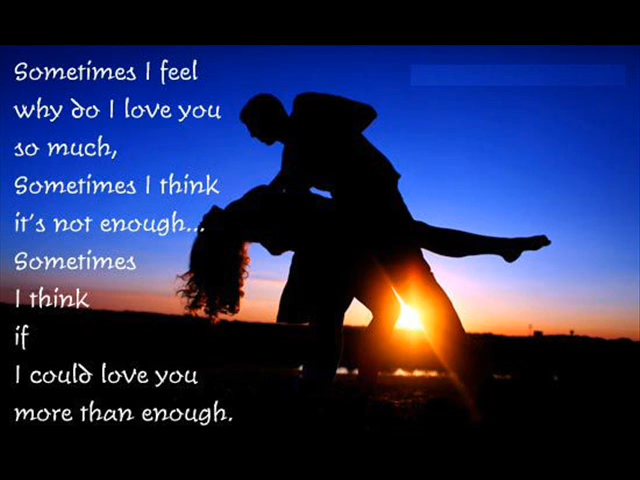 Sometimes I feel
why do I love you
so much,
Sometimes I think
it's not enough...
Sometimes
I think
if
I could love you
more than enough.